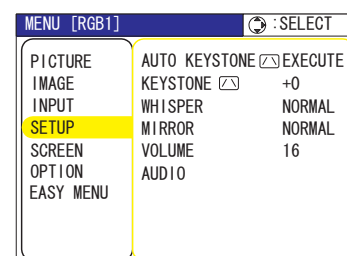 MENU [RGB1] :SELECT
PICTURE
IMAGE
INPUT
SETUP
SCREEN
OPTION
EASY MENU
AUTO KEYSTONE EXECUTE
KEYSTONE +0
WHISPER NORMAL
MIRROR NORMAL
VOLUME 16
AUDIO